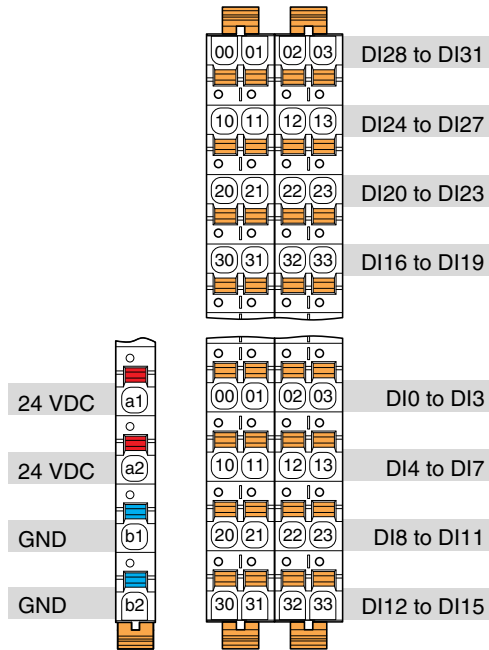 00 01 02 03 DI28 to DI31
10 11 12 13 DI24 to DI27
20 21 22 23 DI20 to DI23
30 31 32 33 DI16 to DI19
24 VDC a1 00 01 02 03 DI0 to DI3
24 VDC a2 10 11 12 13 DI4 to DI7
GND b1 20 21 22 23 DI8 to DI11
GND b2 30 31 32 33 DI12 to DI15